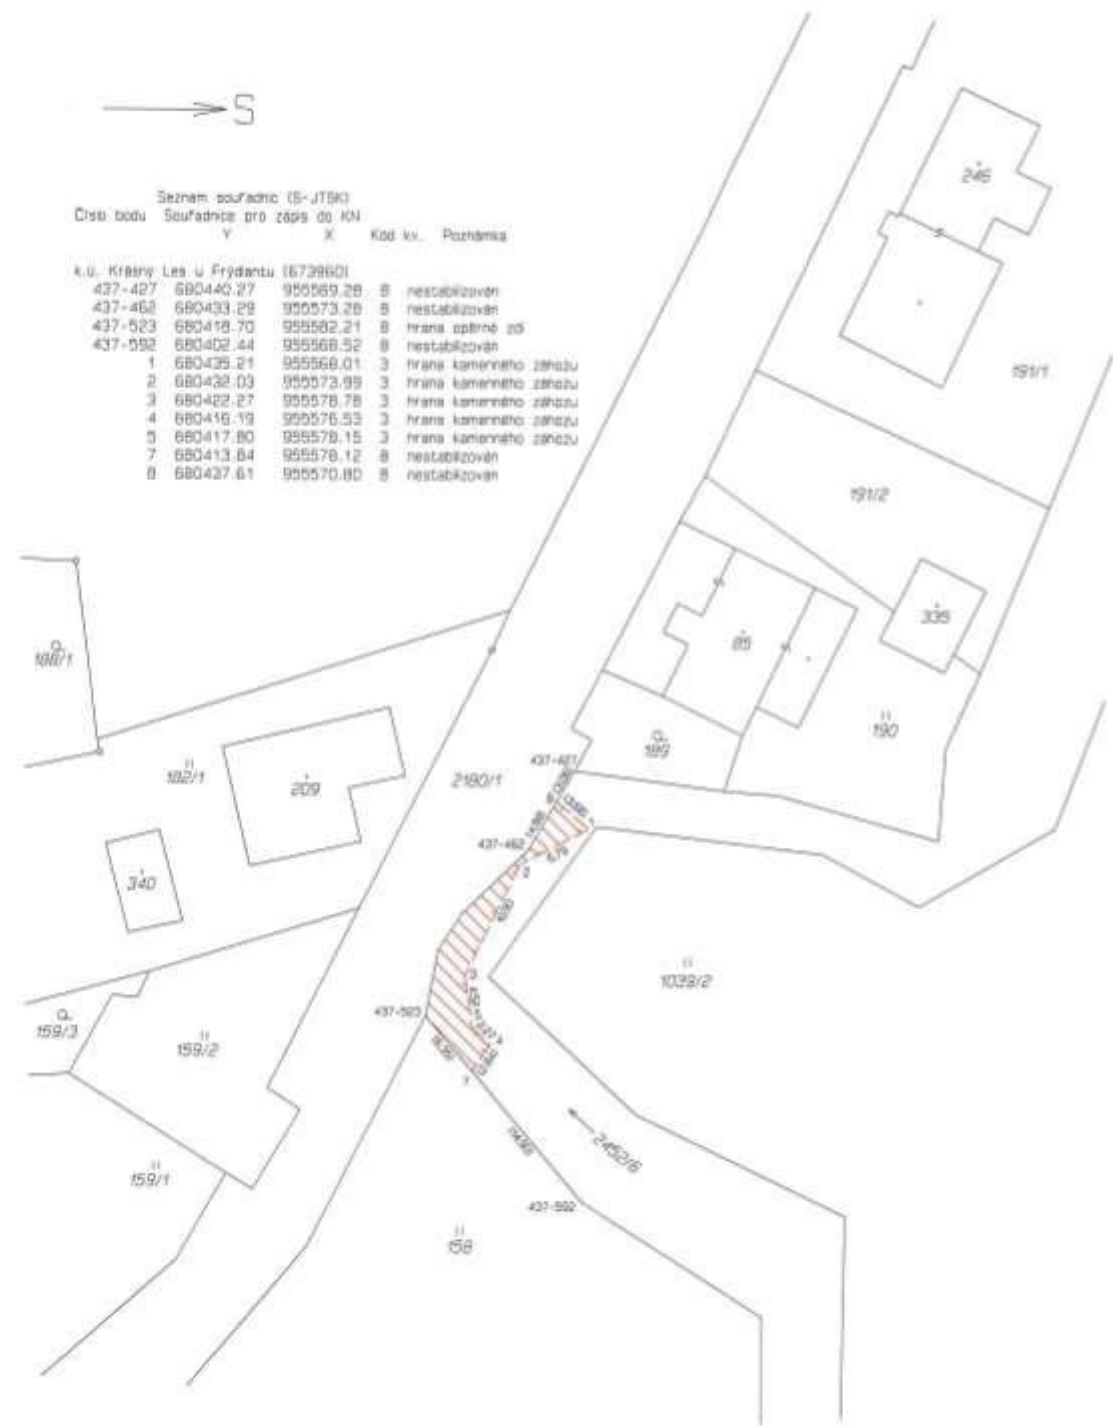 S
Seznam souřadnic (S-JTSK)
Číslo bodu Souřadnice pro zápis do KN
Y X Kód kv. Poznámka
k.ú. Krásný Les u Frýdlantu (673960)
437-427 680440.27 955569.28 8 nestabilizován
437-462 680433.29 955573.26 8 nestabilizován
437-523 680418.70 955582.21 8 hrana opěrné zdi
437-592 680402.44 955568.52 8 nestabilizován
1 680435.21 955568.01 3 hrana kamenného záhozu
2 680432.03 955573.99 3 hrana kamenného záhozu
3 680422.27 955578.78 3 hrana kamenného záhozu
4 680416.19 955576.53 3 hrana kamenného záhozu
5 680417.80 955578.15 3 hrana kamenného záhozu
7 680413.84 955578.12 8 nestabilizován
8 680437.61 955570.80 8 nestabilizován
246
191/1
191/2
335
85
190
189
188/1
182/1
209
2180/1
437-427
437-462
340
1039/2
437-523
159/3
159/2
7
2452/6
159/1
437-592
158